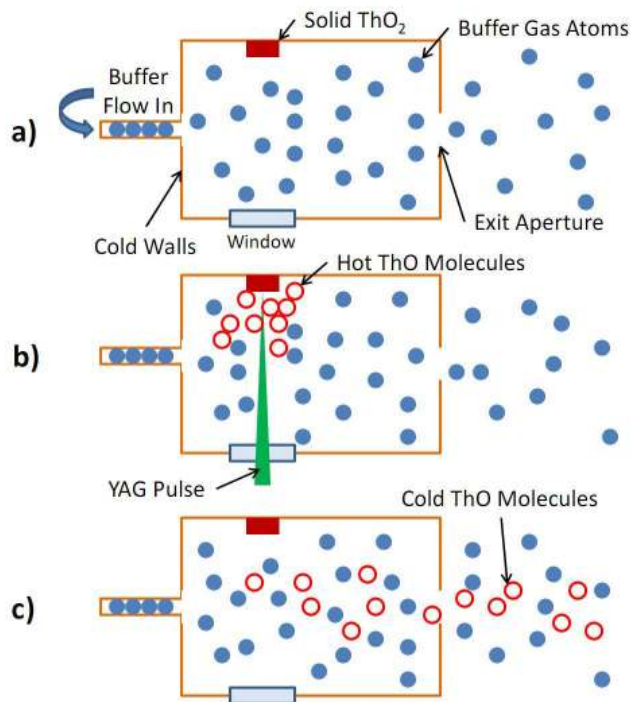 Solid ThO₂
Buffer Gas Atoms
Buffer
Flow In
a)
Cold Walls
Window
Exit Aperture
Hot ThO Molecules
b)
YAG Pulse
Cold ThO Molecules
c)